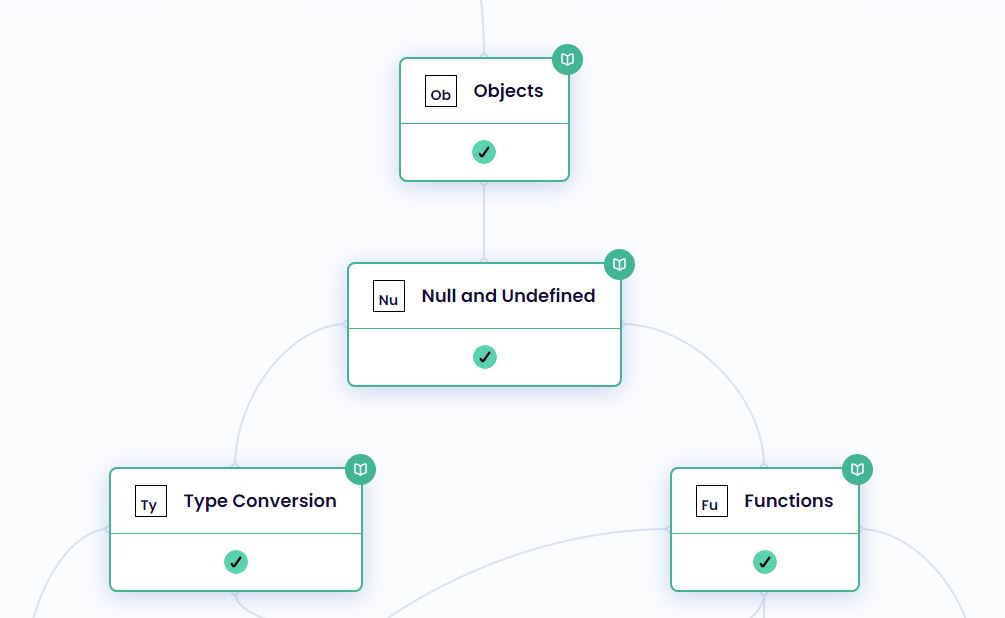 Ob Objects
Nu Null and Undefined
Ty Type Conversion
Fu Functions